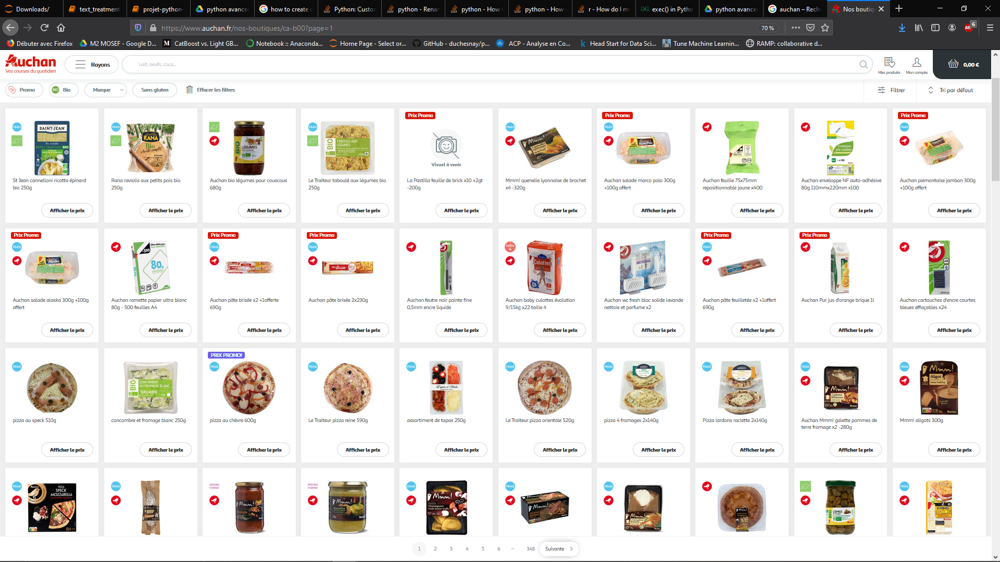 Downloads/
text_treatment
projet-python-
python avance
how to create c
Python: Custor
python - Renar
python - How t
python - How c
r - How do I m
exec() in Pytho
python avance
auchan – Rech
Nos boutiq
https://www.auchan.fr/nos-boutiques/ca-b00?page=1
70 %
6
Débuter avec Firefox
M2 MOSEF - Google D...
CatBoost vs. Light GB...
Notebook :: Anaconda...
Home Page - Select or...
GitHub - duchesnay/p...
ACP - Analyse en Co...
Head Start for Data Sci...
Tune Machine Learnin...
RAMP: collaborative d...
Auchan
Vos courses du quotidien
Rayons
Lait, oeufs, coca...
Mes produits
Mon compte
0,00 €
Promo
Bio
Marque
Sans gluten
Effacer les filtres
Filtrer
Tri par défaut
Prix Promo
Prix Promo
Prix Promo
Visuel à venir
St Jean cannelloni ricotta épinard
bio 250g
Rana raviolis aux petits pois bio
250g
Auchan bio légumes pour couscous
680g
Le Traiteur taboulé aux légumes bio
250g
La Pastilla feuille de brick x10 +2gt
-200g
Mmm! quenelle lyonnaise de brochet
x4 -320g
Auchan salade marco polo 300g
+100g offert
Auchan feuille 75x75mm
repositionnable jaune x400
Auchan enveloppe NF auto-adhésive
80g 110mmx220mm x100
Auchan piemontaise jambon 300g
+100g offert
Afficher le prix
Afficher le prix
Afficher le prix
Afficher le prix
Afficher le prix
Afficher le prix
Afficher le prix
Afficher le prix
Afficher le prix
Afficher le prix
Prix Promo
Prix Promo
Prix Promo
Prix Promo
Prix Promo
Auchan salade alaska 300g +100g
offert
Auchan ramette papier ultra blanc
80g - 500 feuilles A4
Auchan pâte brisée x2 +1offerte
690g
Auchan pâte brisée 2x230g
Auchan feutre noir pointe fine
0,5mm encre liquide
Auchan baby culottes évolution
9/15kg x22 taille 4
Auchan wc fresh bloc solide lavande
nettoie et parfume x2
Auchan pâte feuilletée x2 +1offert
690g
Auchan Pur jus d'orange brique 1l
Auchan cartouches d'encre courtes
bleues effaçables x24
Afficher le prix
Afficher le prix
Afficher le prix
Afficher le prix
Afficher le prix
Afficher le prix
Afficher le prix
Afficher le prix
Afficher le prix
Afficher le prix
PRIX PROMO!
pizza au speck 510g
concombre et fromage blanc 250g
pizza au chèvre 600g
Le Traiteur pizza reine 590g
assortiment de tapas 250g
Le Traiteur pizza orientale 520g
pizza 4 fromages 2x140g
Pizza lardons raclette 2x140g
Auchan Mmm! galette pommes de
terre fromage x2 -280g
Mmm! aligots 300g
Afficher le prix
Afficher le prix
Afficher le prix
Afficher le prix
Afficher le prix
Afficher le prix
Afficher le prix
Afficher le prix
Afficher le prix
Afficher le prix
PIZZA
SPECK
MOZZARELLA
GRAND
FORMAT
MOYEN
FORMAT
1
2
3
4
5
6
...
348
Suivante